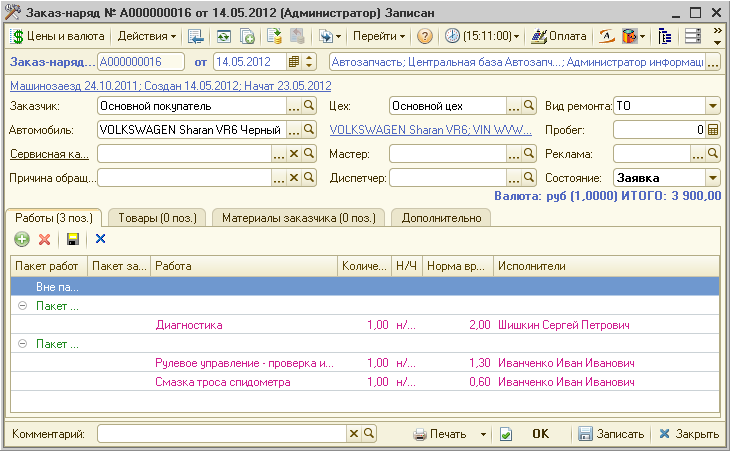 Заказ-наряд № А000000016 от 14.05.2012 (Администратор) Записан
Цены и валюта Действия Перейти (15:11:00) Оплата
Заказ-наряд... А000000016 от 14.05.2012 Автозапчасть; Центральная база Автозапч...; Администратор информац
Машинозаезд 24.10.2011; Создан 14.05.2012; Начат 23.05.2012
Заказчик: Основной покупатель Цех: Основной цех Вид ремонта: ТО
Автомобиль: VOLKSWAGEN Sharan VR6 Черный VOLKSWAGEN Sharan VR6; VIN WVW... Пробег: 0
Сервисная ка... Мастер: Реклама:
Причина обращ... Диспетчер: Состояние: Заявка
Валюта: руб (1,0000) ИТОГО: 3 900,00
Работы (3 поз.) Товары (0 поз.) Материалы заказчика (0 поз.) Дополнительно
Пакет работ Пакет за... Работа Количе... Н/Ч Норма вр... Исполнители
Вне па...
Пакет ...
Диагностика 1,00 н/... 2,00 Шишкин Сергей Петрович
Пакет ...
Рулевое управление - проверка и... 1,00 н/... 1,30 Иванченко Иван Иванович
Смазка троса спидометра 1,00 н/... 0,60 Иванченко Иван Иванович
Комментарий: Печать OK Записать Закрыть